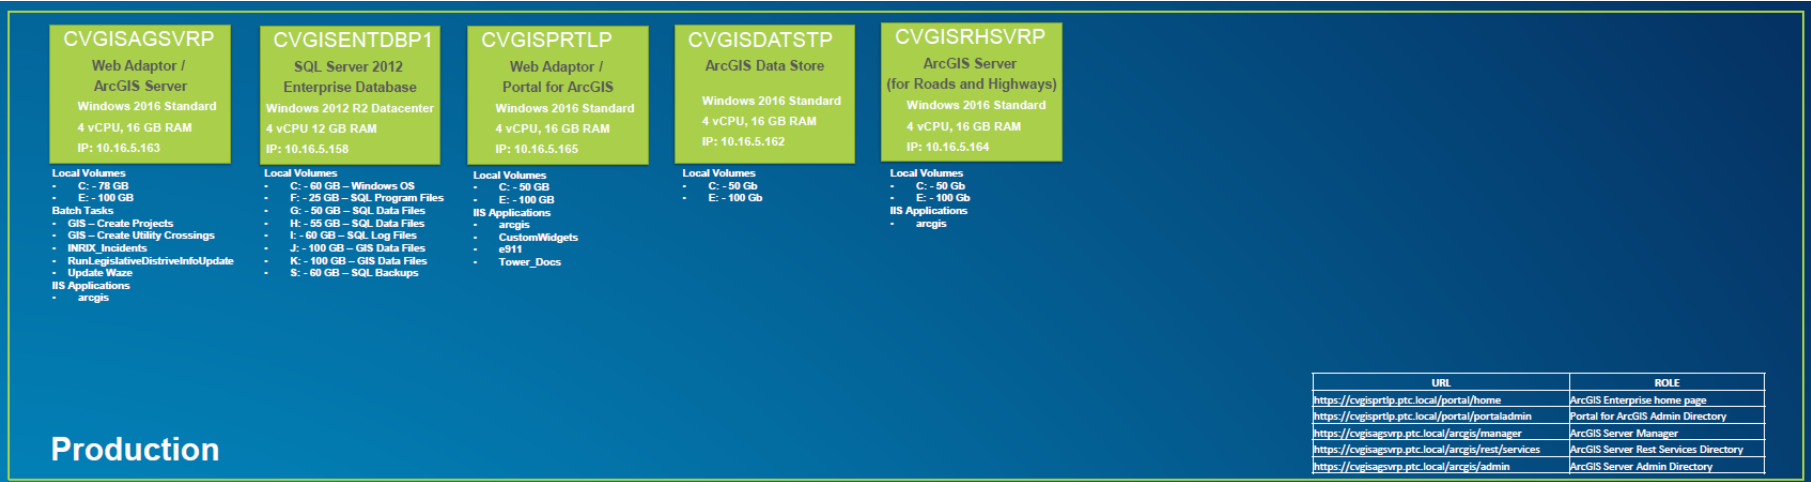 CVGISAGSVRP
Web Adaptor /
ArcGIS Server
Windows 2016 Standard
4 vCPU, 16 GB RAM
IP: 10.16.5.163
Local Volumes
- C: - 78 GB
- E: - 100 GB
Batch Tasks
- GIS – Create Projects
- GIS – Create Utility Crossings
- INRIX_Incidents
- RunLegislativeDistriveInfoUpdate
- Update Waze
IIS Applications
- arcgis
CVGISENTDBP1
SQL Server 2012
Enterprise Database
Windows 2012 R2 Datacenter
4 vCPU 12 GB RAM
IP: 10.16.5.158
Local Volumes
- C: - 60 GB – Windows OS
- F: - 25 GB – SQL Program Files
- G: - 50 GB – SQL Data Files
- H: - 55 GB – SQL Data Files
- I: - 60 GB – SQL Log Files
- J: - 100 GB – GIS Data Files
- K: - 100 GB – GIS Data Files
- S: - 60 GB – SQL Backups
CVGISPRTLP
Web Adaptor /
Portal for ArcGIS
Windows 2016 Standard
4 vCPU, 16 GB RAM
IP: 10.16.5.165
Local Volumes
- C: - 50 GB
- E: - 100 GB
IIS Applications
- arcgis
- CustomWidgets
- e911
- Tower_Docs
CVGISDATSTP
ArcGIS Data Store
Windows 2016 Standard
4 vCPU, 16 GB RAM
IP: 10.16.5.162
Local Volumes
- C: - 50 Gb
- E: - 100 Gb
CVGISRHSVRP
ArcGIS Server
(for Roads and Highways)
Windows 2016 Standard
4 vCPU, 16 GB RAM
IP: 10.16.5.164
Local Volumes
- C: - 50 Gb
- E: - 100 Gb
IIS Applications
- arcgis
Production
URL ROLE
https://cvgisprtlp.ptc.local/portal/home ArcGIS Enterprise home page
https://cvgisprtlp.ptc.local/portal/portaladmin Portal for ArcGIS Admin Directory
https://cvgisagsvrp.ptc.local/arcgis/manager ArcGIS Server Manager
https://cvgisagsvrp.ptc.local/arcgis/rest/services ArcGIS Server Rest Services Directory
https://cvgisagsvrp.ptc.local/arcgis/admin ArcGIS Server Admin Directory